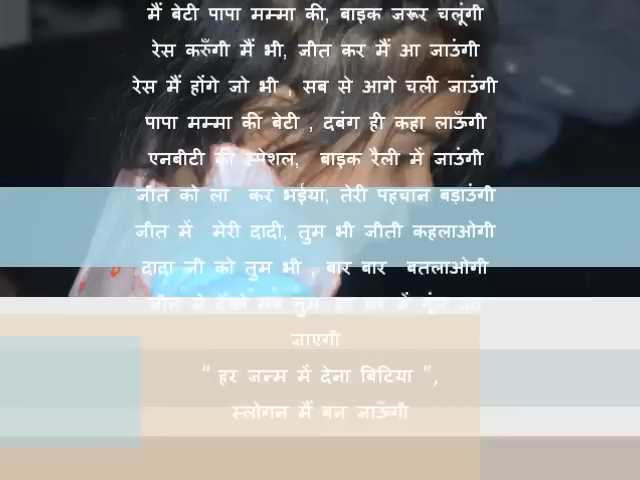 मैं बेटी पापा मम्मा की, बाइक जरूर चलूंगी
रेस करुँगी मैं भी, जीत कर मैं आ जाउंगी
रेस मैं होंगे जो भी , सब से आगे चली जाउंगी
पापा मम्मा की बेटी , दबंग ही कहा लाऊँगी
एनबीटी की स्पेशल, बाइक रैली में जाउंगी
जीत को ला कर भईया, तेरी पहचान बड़ाउंगी
जीत में मेरी दादी, तुम भी जीती कहलाओगी
दादा जी को तुम भी , बार बार बतलाओगी
जीत
जाएगी
“ हर जन्म में देना बिटिया ”,
स्लोगन मैं बन जाऊँगी